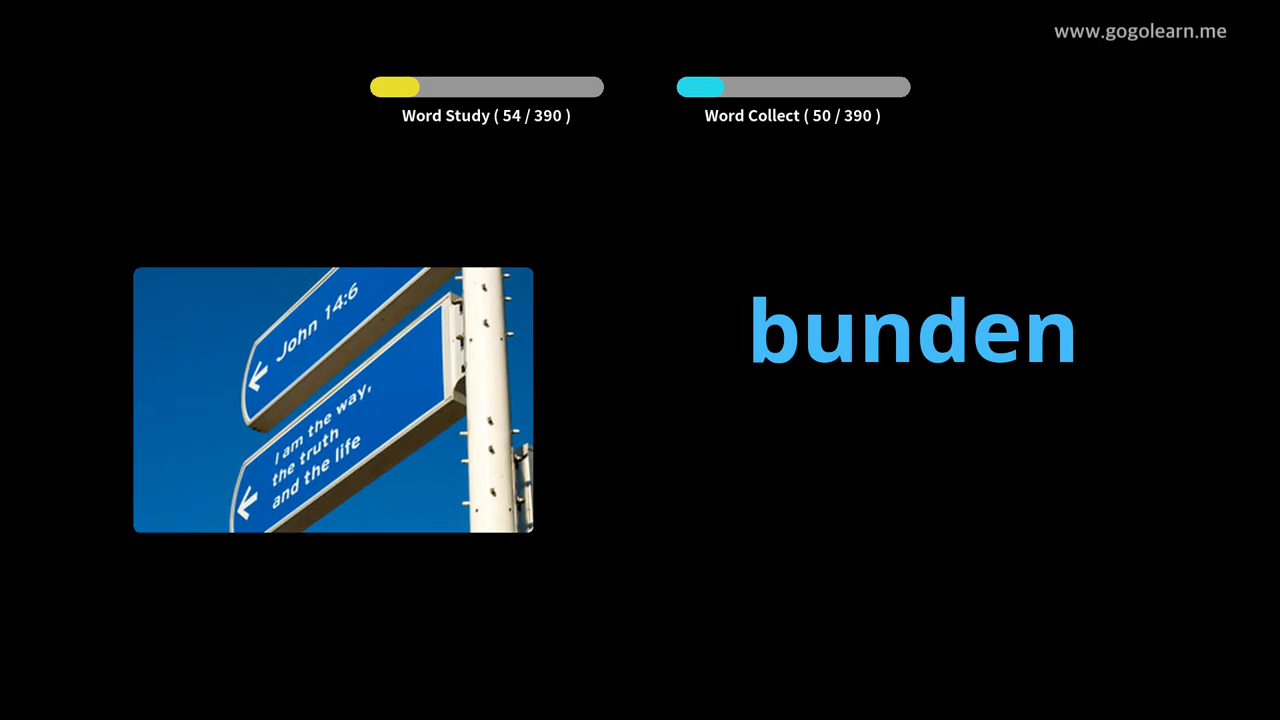 www.gogolearn.me
Word Study ( 54 / 390 )
Word Collect ( 50 / 390 )
John 14:6
I am the way,
the truth
and the life
bunden